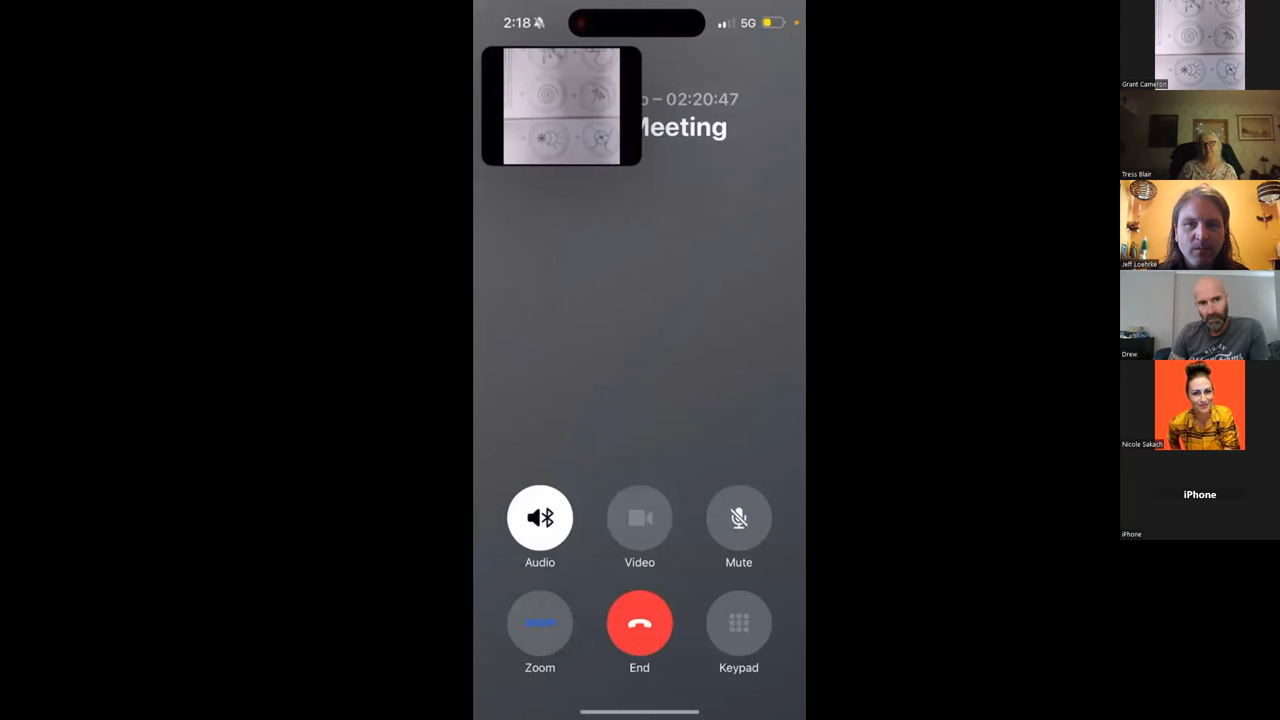 2:18
5G
– 02:20:47
Meeting
Audio
Video
Mute
Zoom
End
Keypad
Grant Cameron
Tress Blair
Jeff Loehrke
Drew
Nicole Sakach
iPhone
iPhone